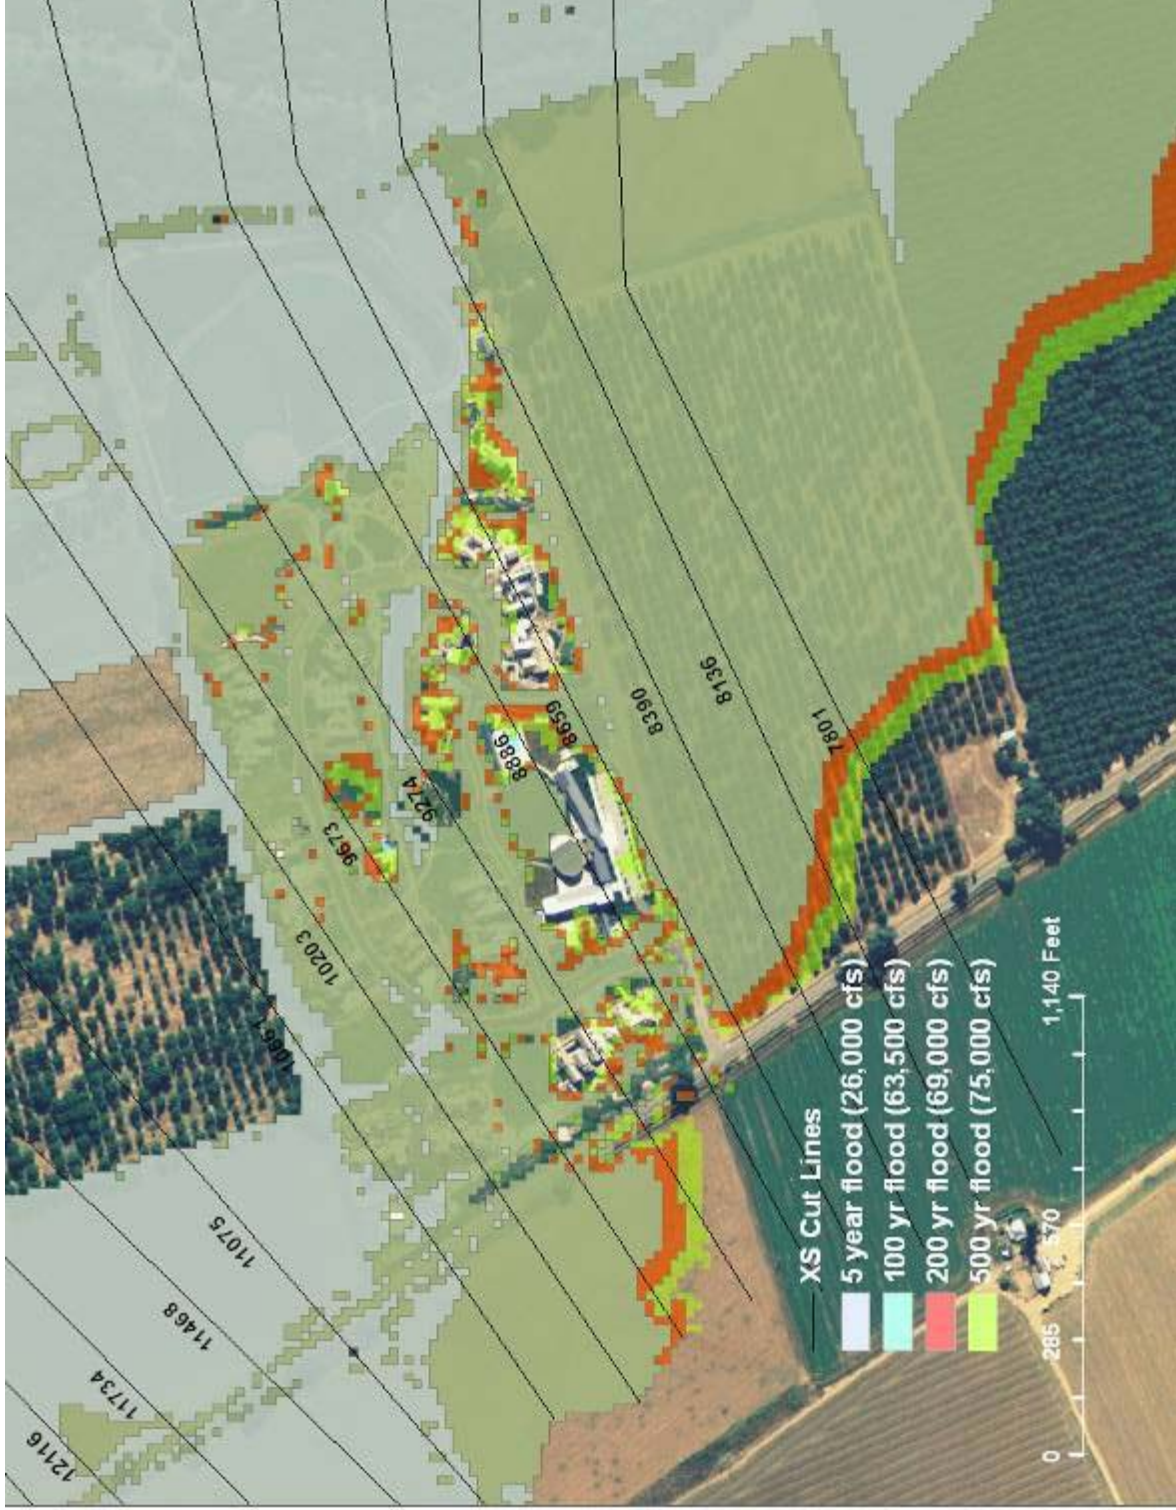 12116
11734
11468
11075
10661
10203
9673
9274
8886
8659
8390
8136
7801
XS Cut Lines
5 year flood (26,000 cfs)
100 yr flood (63,500 cfs)
200 yr flood (69,000 cfs)
500 yr flood (75,000 cfs)
0 285 570 1,140 Feet